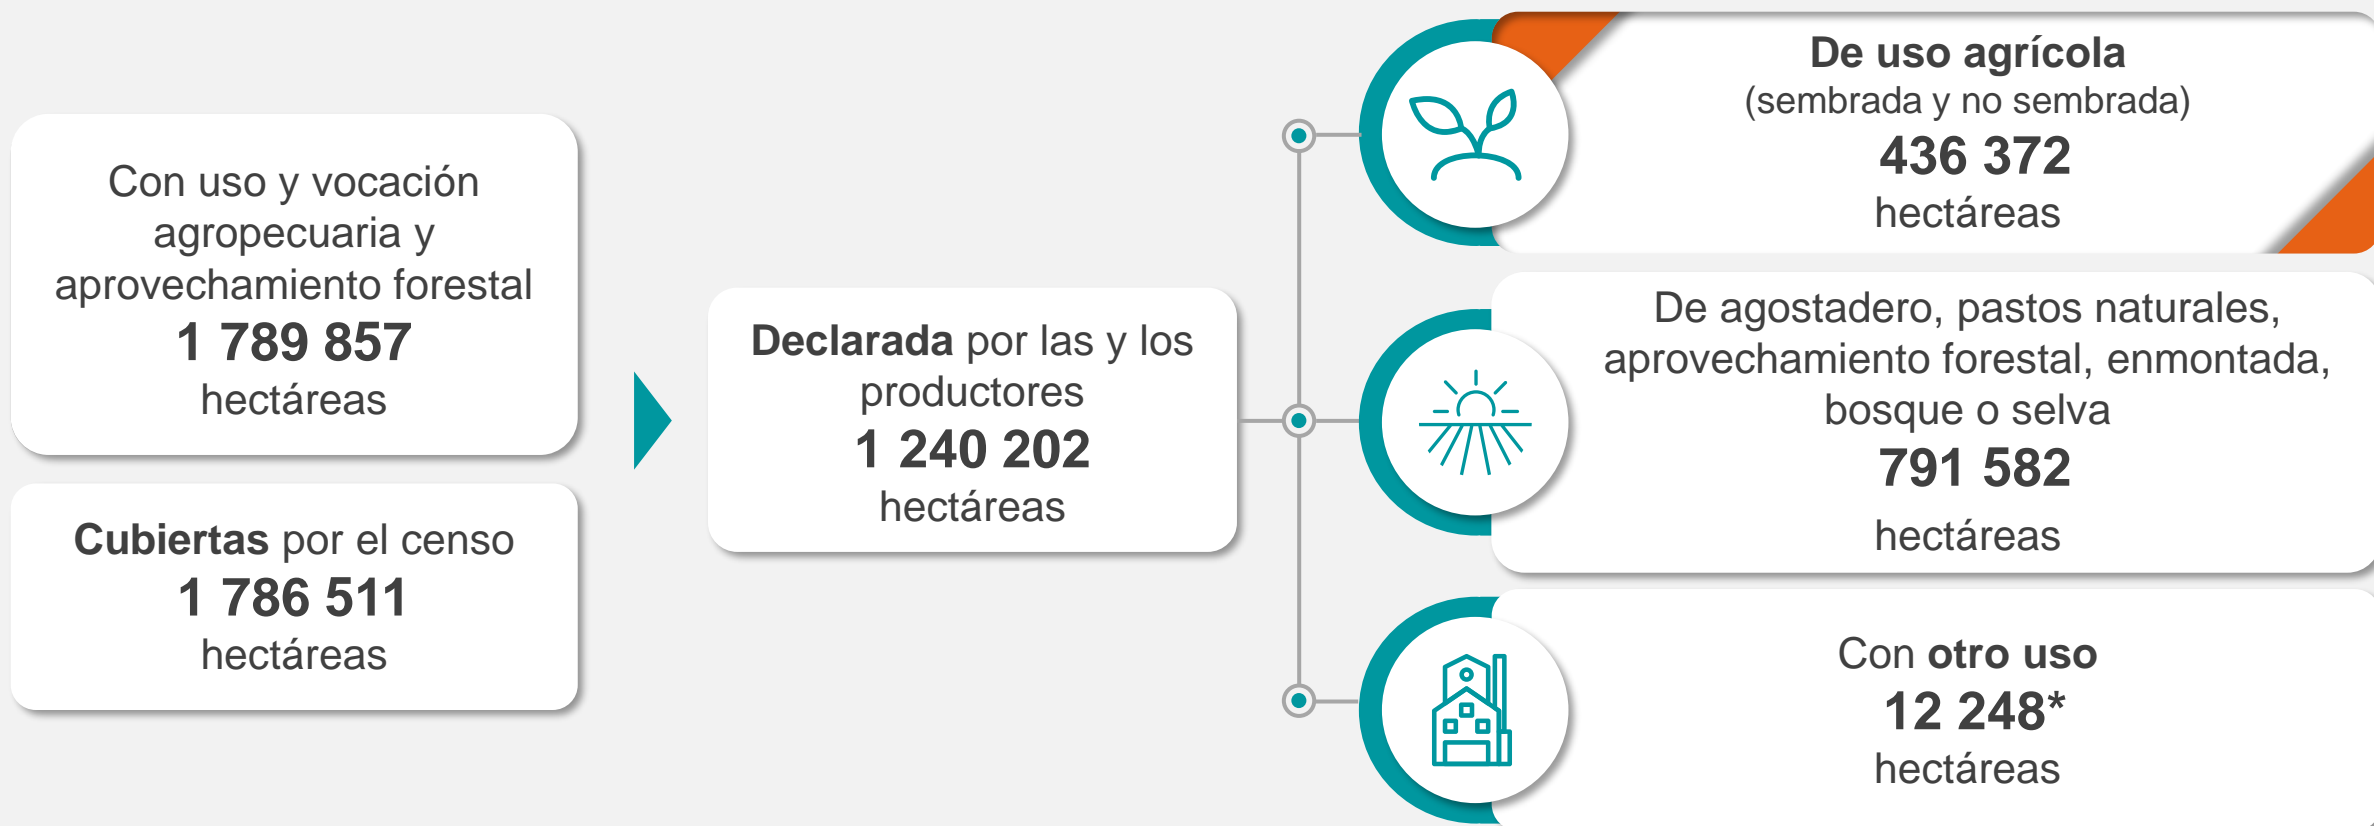 Con uso y vocación
agropecuaria y
aprovechamiento forestal
1 789 857
hectáreas
Cubiertas por el censo
1 786 511
hectáreas
Declarada por las y los
productores
1 240 202
hectáreas
De uso agrícola
(sembrada y no sembrada)
436 372
hectáreas
De agostadero, pastos naturales,
aprovechamiento forestal, enmontada,
bosque o selva
791 582
hectáreas
Con otro uso
12 248*
hectáreas